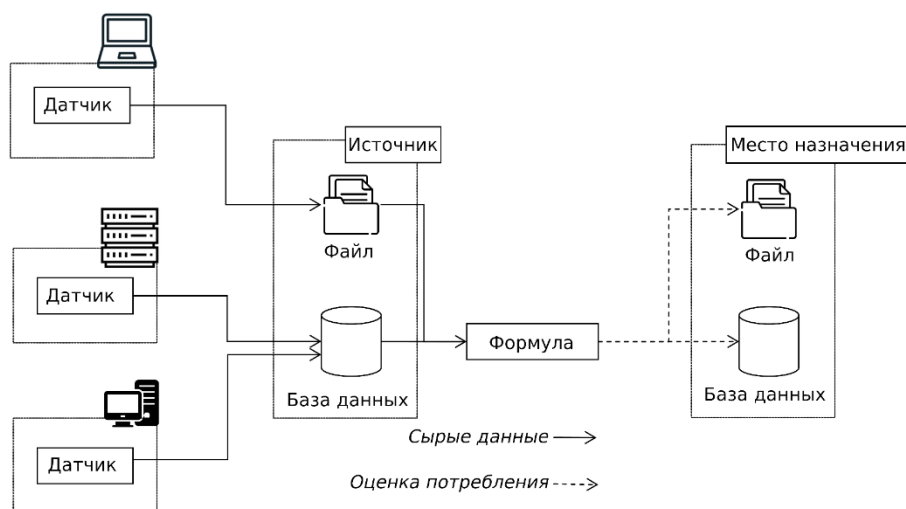 Датчик
Источник
Место назначения
Файл
Файл
Датчик
Формула
База данных
База данных
Сырые данные
Датчик
Оценка потребления